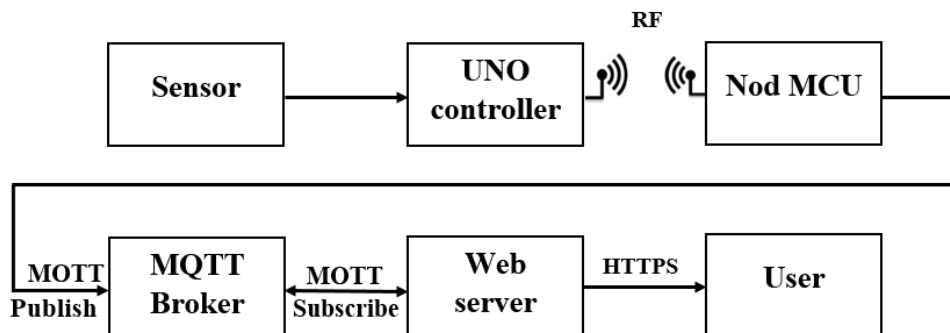 RF
Sensor
UNO
controller
Nod MCU
MOTT
Publish
MQTT
Broker
MOTT
Subscribe
Web
server
HTTPS
User